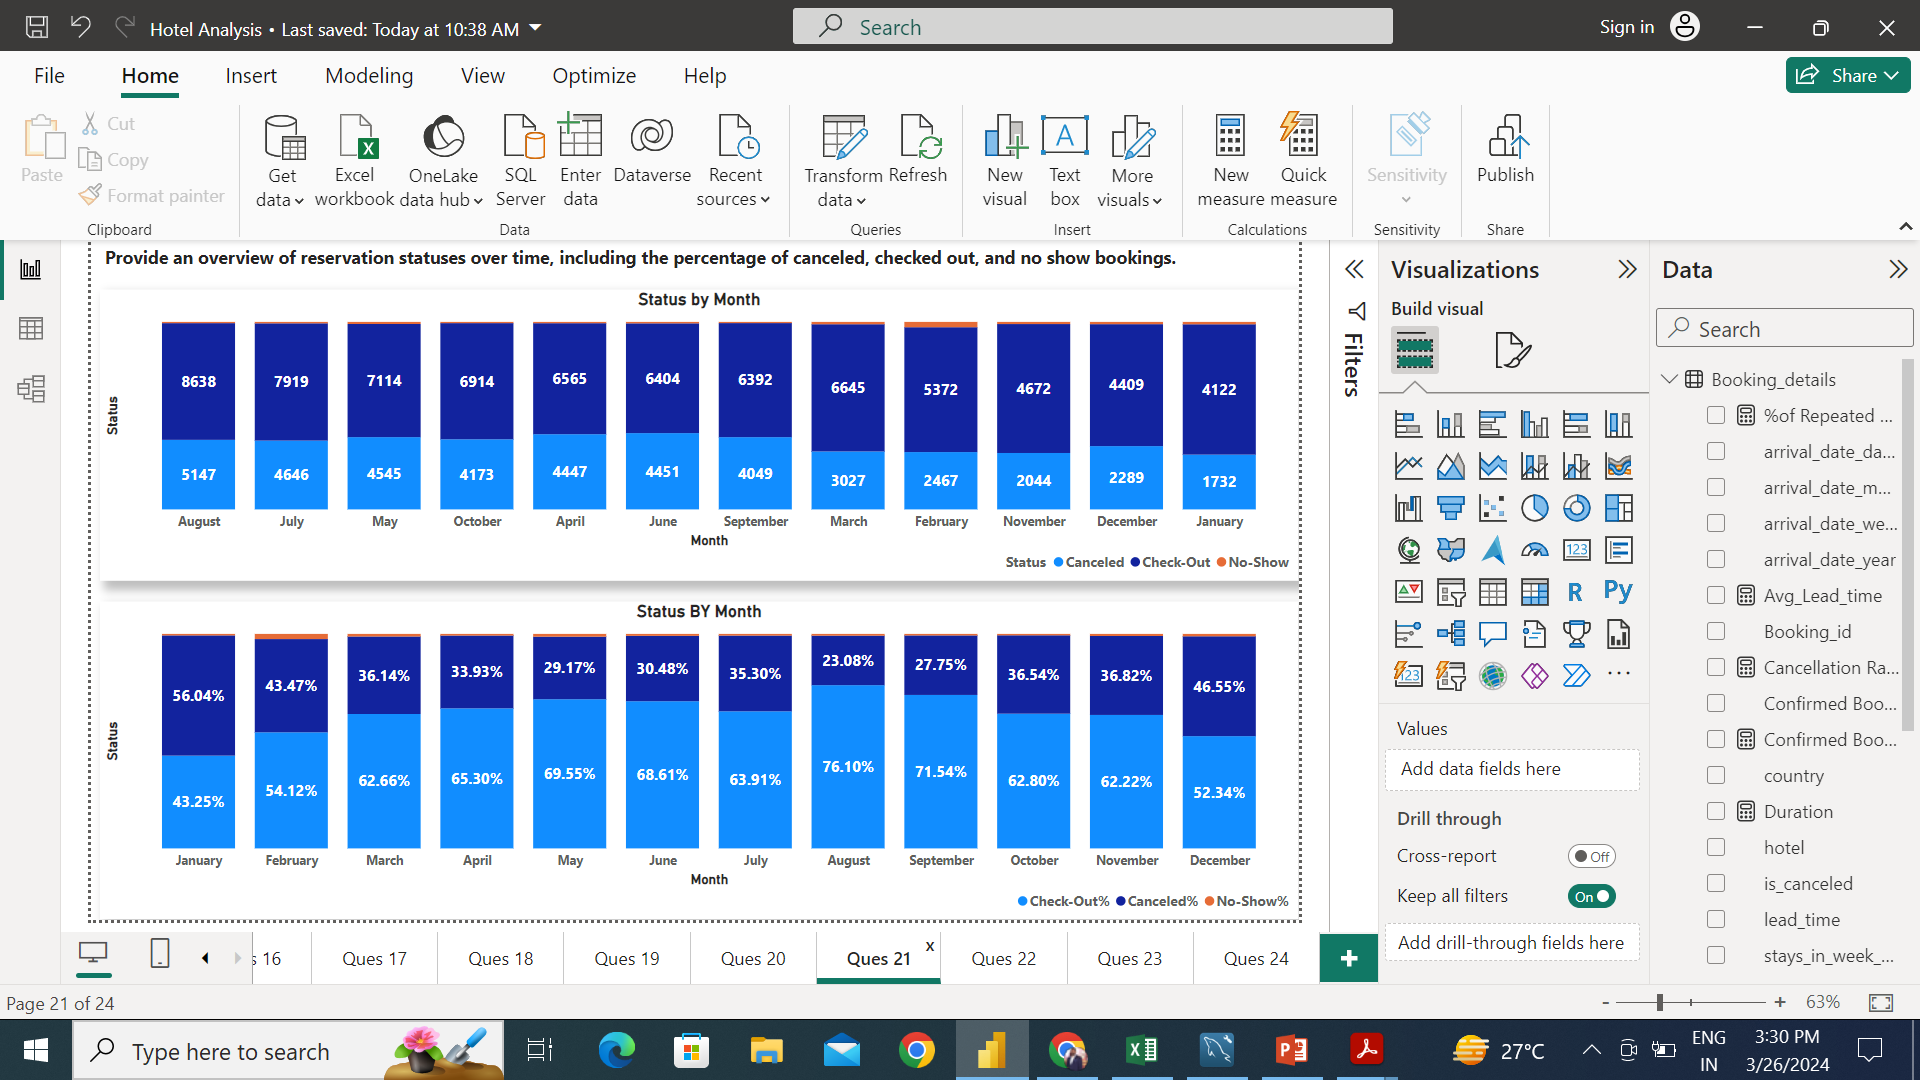 Hotel Analysis • Last saved: Today at 10:38 AM
Search
Sign in
File Home Insert Modeling View Optimize Help
Share
Paste
Cut
Copy
Format painter
Clipboard
Get data
Excel workbook
OneLake data hub
SQL Server
Enter data
Dataverse
Recent sources
Data
Transform data
Refresh
Queries
New visual
Text box
More visuals
Insert
New measure
Quick measure
Calculations
Sensitivity
Sensitivity
Publish
Share
Provide an overview of reservation statuses over time, including the percentage of canceled, checked out, and no show bookings.
Status by Month
Status
8638 7919 7114 6914 6565 6404 6392 6645 5372 4672 4409 4122
5147 4646 4545 4173 4447 4451 4049 3027 2467 2044 2289 1732
August July May October April June September March February November December January
Month
Status Canceled Check-Out No-Show
Status BY Month
Status
56.04% 43.47% 36.14% 33.93% 29.17% 30.48% 35.30% 23.08% 27.75% 36.54% 36.82% 46.55%
43.25% 54.12% 62.66% 65.30% 69.55% 68.61% 63.91% 76.10% 71.54% 62.80% 62.22% 52.34%
January February March April May June July August September October November December
Month
Check-Out% Canceled% No-Show%
Filters
Visualizations
Build visual
123
R Py
123
Values
Add data fields here
Drill through
Cross-report Off
Keep all filters On
Add drill-through fields here
Data
Search
Booking_details
%of Repeated ...
arrival_date_da...
arrival_date_m...
arrival_date_we...
arrival_date_year
Avg_Lead_time
Booking_id
Cancellation Ra...
Confirmed Boo...
Confirmed Boo...
country
Duration
hotel
is_canceled
lead_time
stays_in_week_...
s 16 Ques 17 Ques 18 Ques 19 Ques 20 Ques 21 x Ques 22 Ques 23 Ques 24 +
Page 21 of 24
- + 63%
Type here to search
27°C
ENG
IN
3:30 PM
3/26/2024